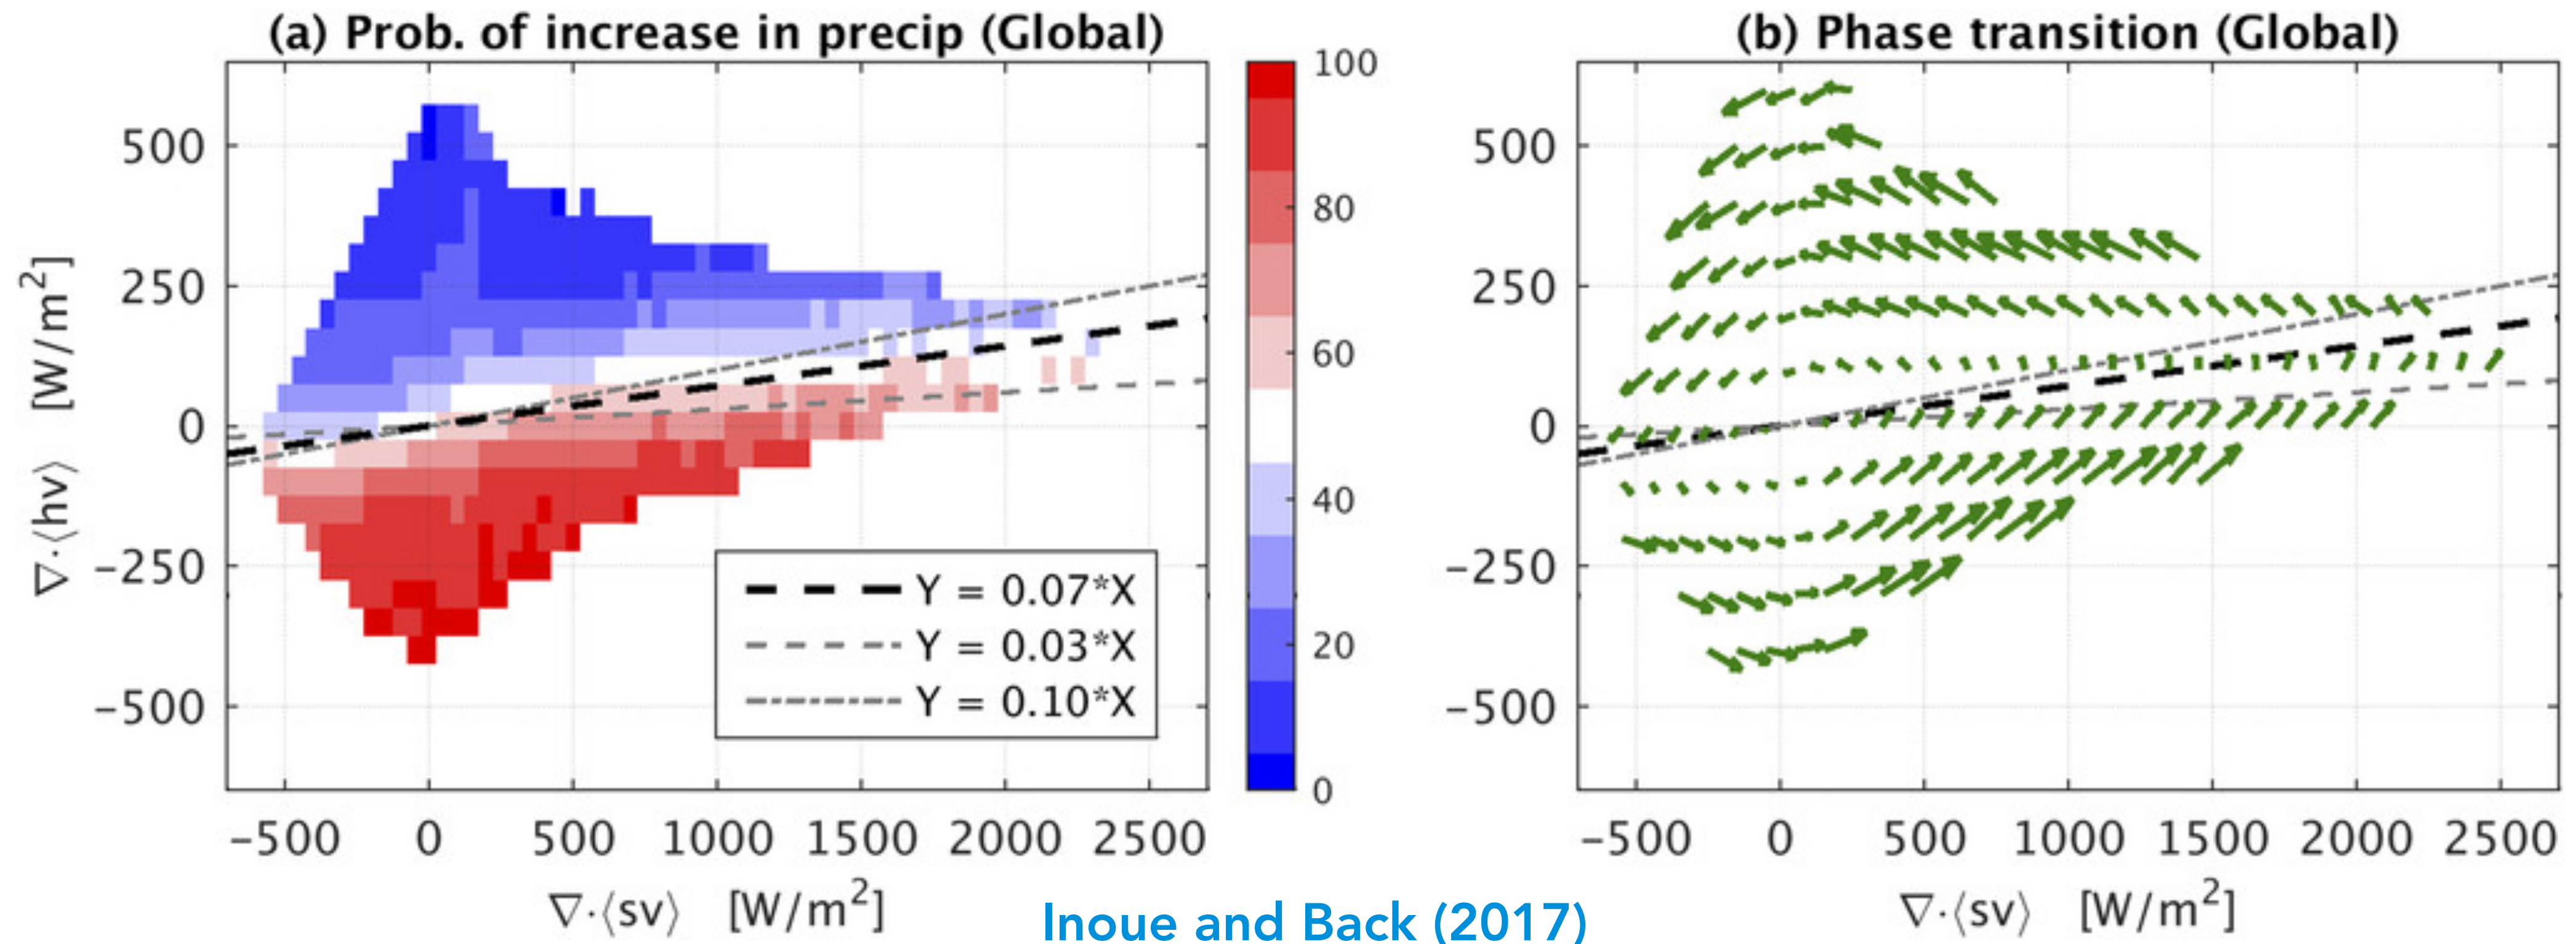 (a) Prob. of increase in precip (Global)
500
250
0
−250
−500
∇·⟨hv⟩ [W/m²]
−500 0 500 1000 1500 2000 2500
∇·⟨sv⟩ [W/m²]
Y = 0.07*X
Y = 0.03*X
Y = 0.10*X
100
80
60
40
20
0
(b) Phase transition (Global)
500
250
0
−250
−500
−500 0 500 1000 1500 2000 2500
∇·⟨sv⟩ [W/m²]
Inoue and Back (2017)